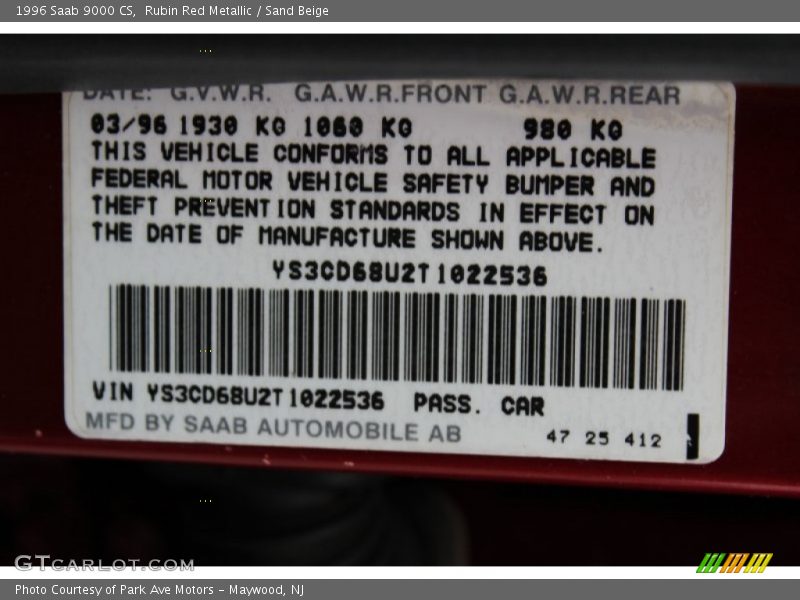 1996 Saab 9000 CS,  Rubin Red Metallic / Sand Beige
DATE:  G.V.W.R.  G.A.W.R.FRONT G.A.W.R.REAR
03/96 1930 KG 1060 KG 980 KG
THIS VEHICLE CONFORMS TO ALL APPLICABLE
FEDERAL MOTOR VEHICLE SAFETY BUMPER AND
THEFT PREVENTION STANDARDS IN EFFECT ON
THE DATE OF MANUFACTURE SHOWN ABOVE.
YS3CD68U2T1022536
VIN YS3CD68U2T1022536 PASS. CAR
MFD BY SAAB AUTOMOBILE AB 47 25 412
GTCARLOT.COM
Photo Courtesy of Park Ave Motors - Maywood, NJ